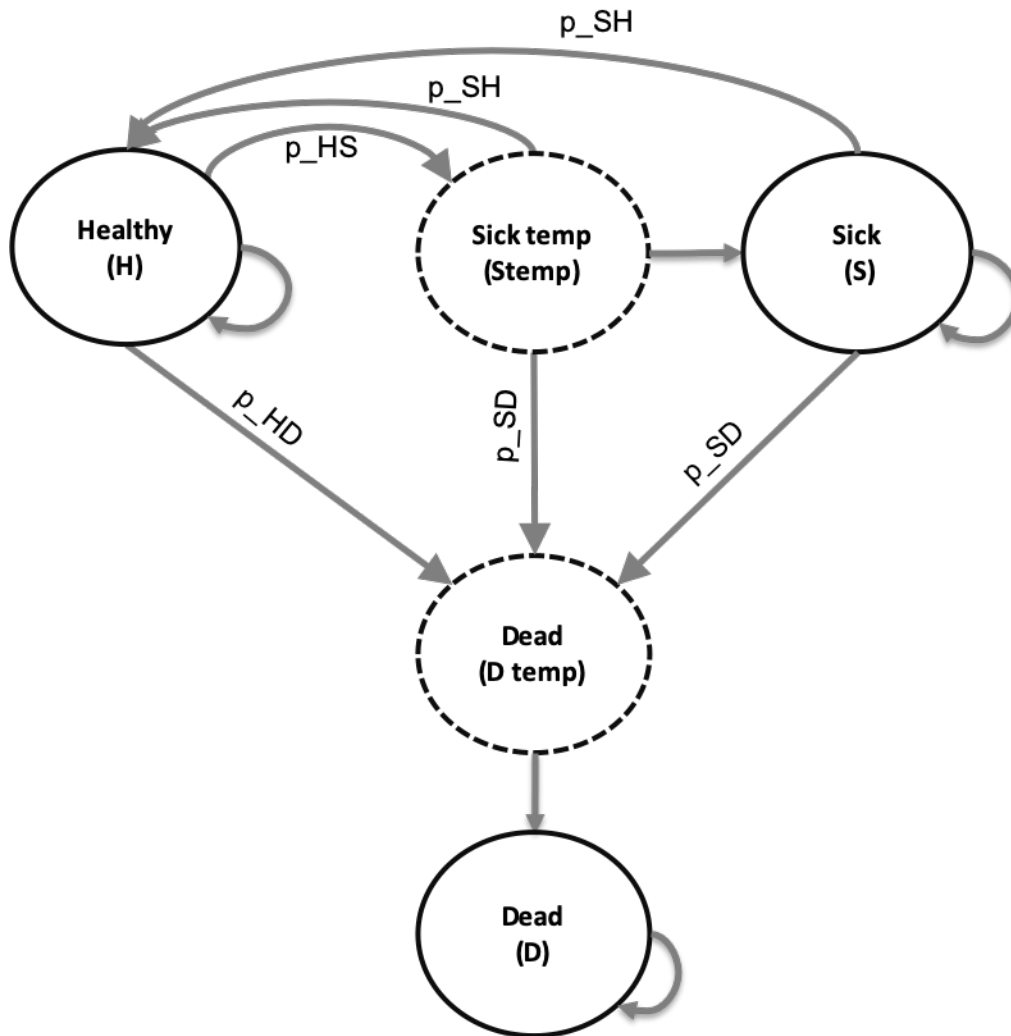 p_SH
p_SH
p_HS
Healthy
(H)
Sick temp
(Stemp)
Sick
(S)
p_HD
p_SD
p_SD
Dead
(D temp)
Dead
(D)